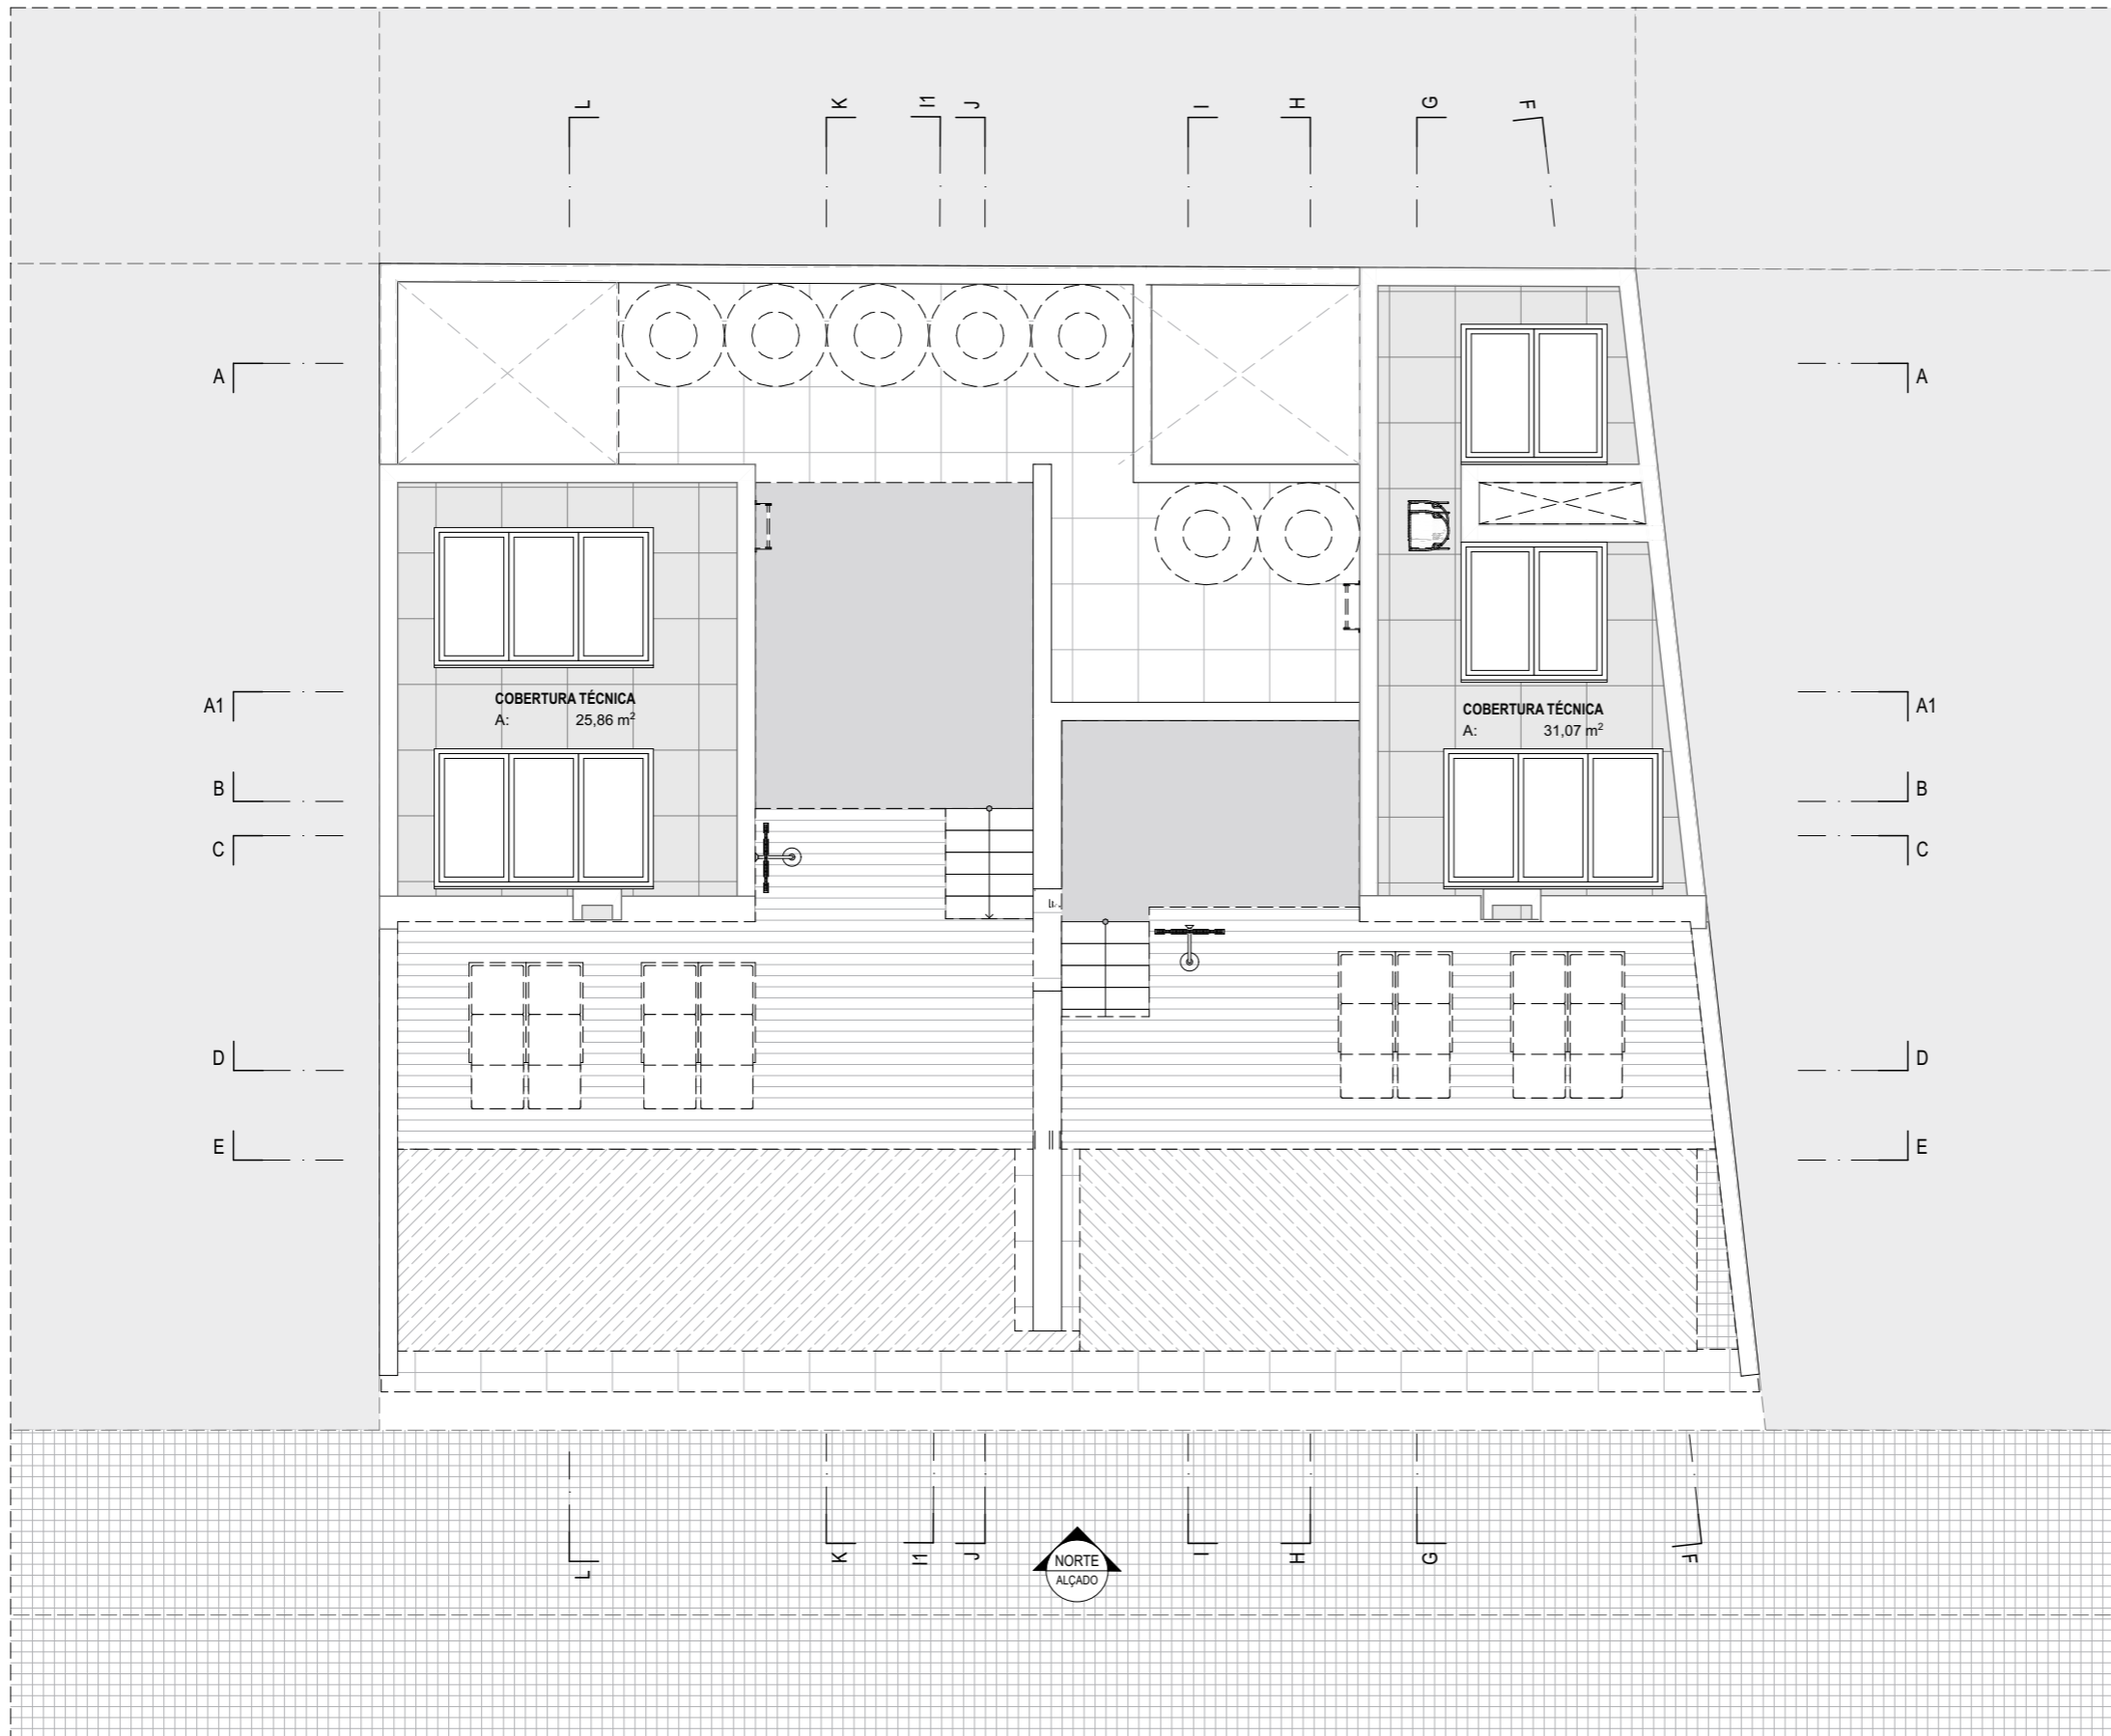 L
K
I1
J
I
H
G
F
A
A
A1
COBERTURA TÉCNICA
A: 25,86 m²
COBERTURA TÉCNICA
A: 31,07 m²
A1
B
B
C
C
D
D
E
E
L
K
I1
J
NORTE
ALÇADO
I
H
G
F